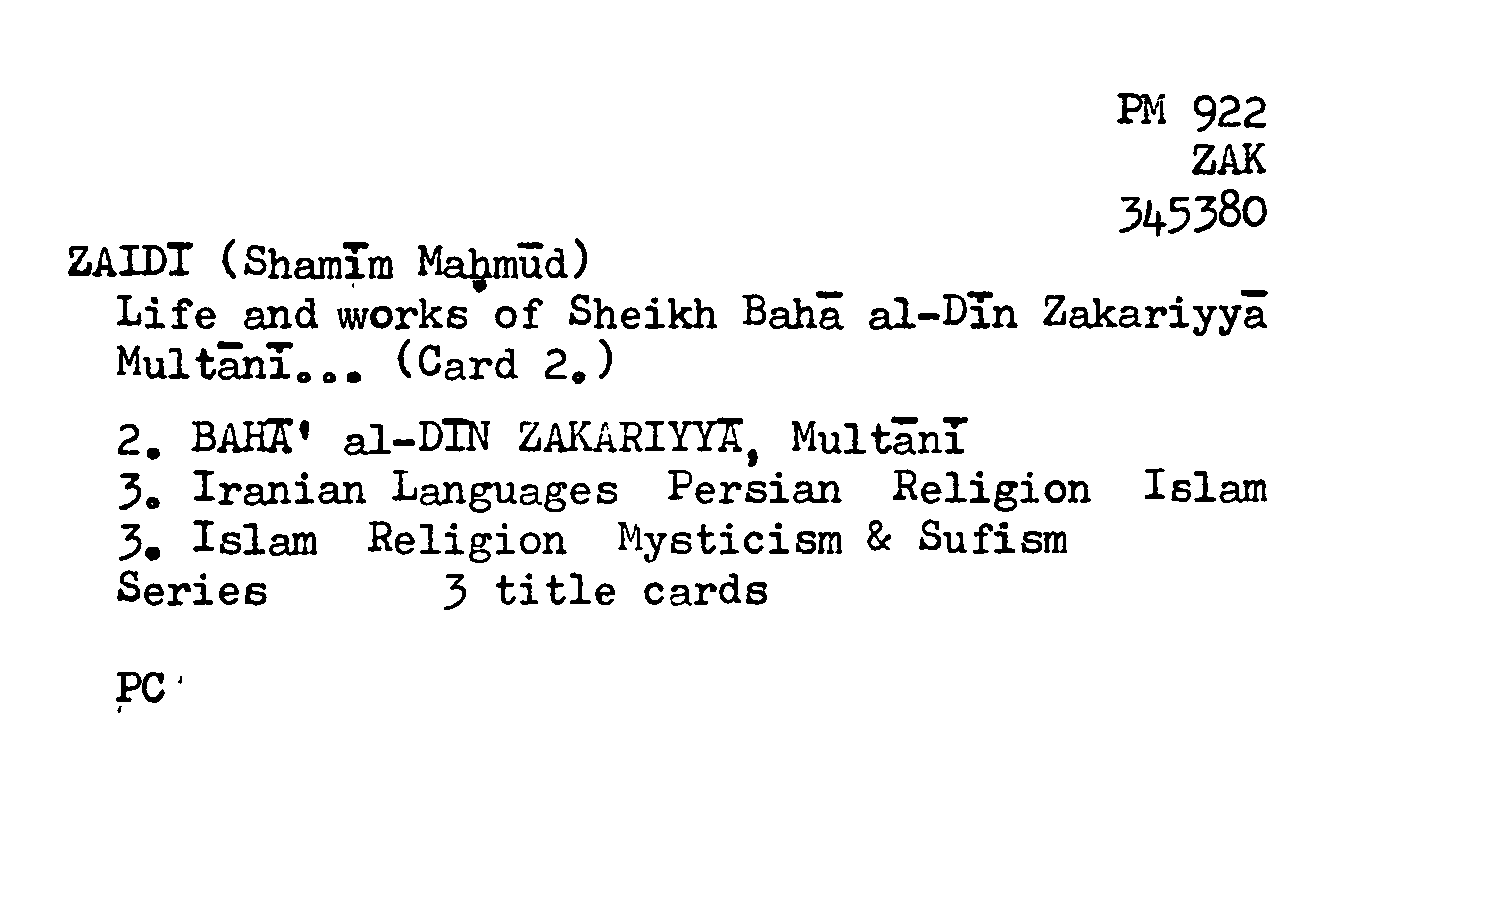 PM 922
ZAK
345380
ZAIDĪ (Shamīm Maḥmūd)
Life and works of Sheikh Bahā al-Dīn Zakariyyā
Multānī... (Card 2.)
2. BAHĀ' al-DĪN ZAKARIYYĀ, Multānī
3. Iranian Languages Persian Religion Islam
3. Islam Religion Mysticism & Sufism
Series 3 title cards
PC